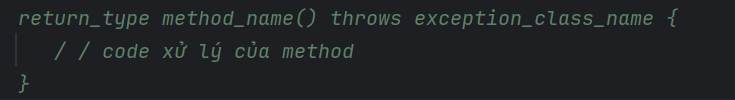 return_type method_name() throws exception_class_name {
/ / code xử lý của method
}